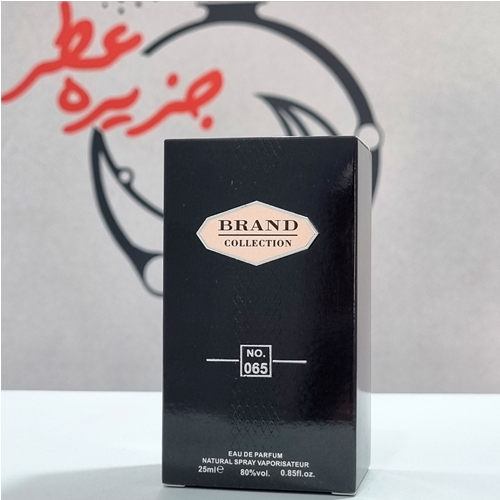 جزیره عطر
BRAND
COLLECTION
NO.
065
EAU DE PARFUM
NATURAL SPRAY VAPORISATEUR
25ml℮ 80%vol. 0.85fl.oz.